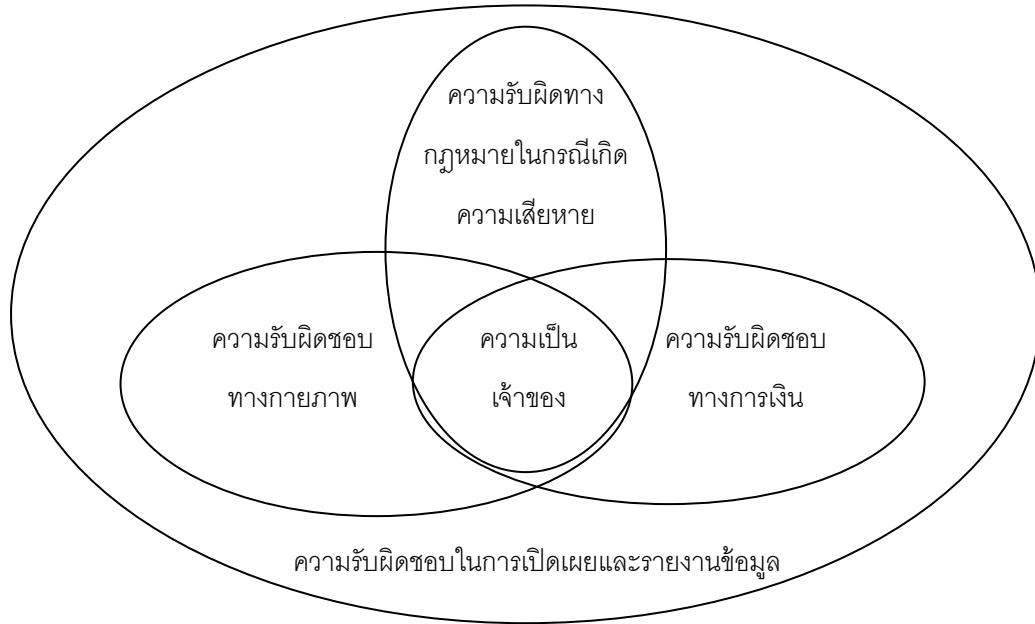 ความรับผิดทาง
กฎหมายในกรณีเกิด
ความเสียหาย
ความรับผิดชอบ
ทางกายภาพ
ความเป็น
เจ้าของ
ความรับผิดชอบ
ทางการเงิน
ความรับผิดชอบในการเปิดเผยและรายงานข้อมูล